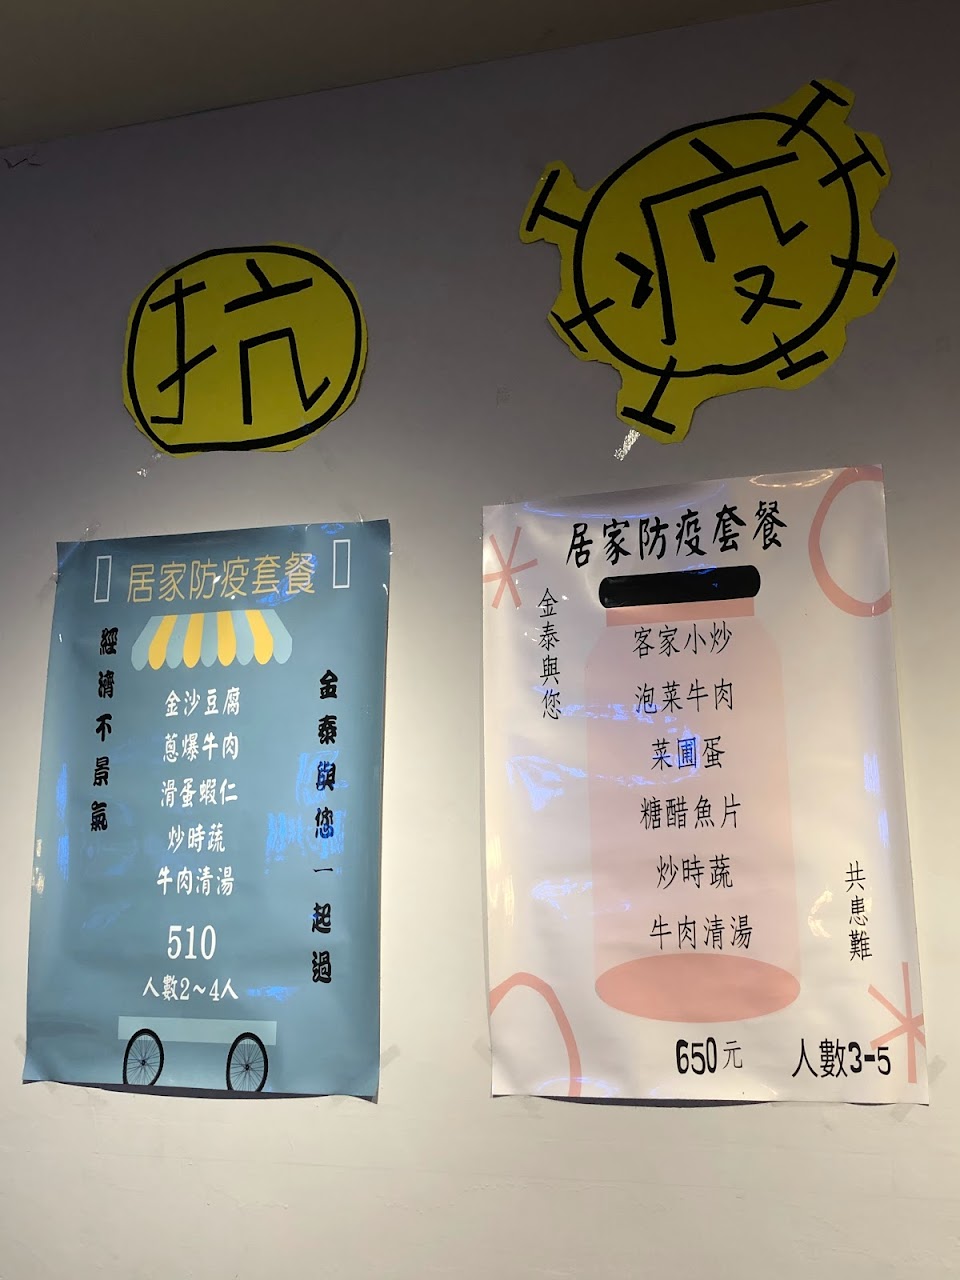 抗
疫
居家防疫套餐
經濟不景氣
金沙豆腐
蔥爆牛肉
滑蛋蝦仁
炒時蔬
牛肉清湯
510
人數2~4人
金泰與您一起過
居家防疫套餐
金泰與您
客家小炒
泡菜牛肉
菜圃蛋
糖醋魚片
炒時蔬
牛肉清湯
共患難
650元
人數3-5